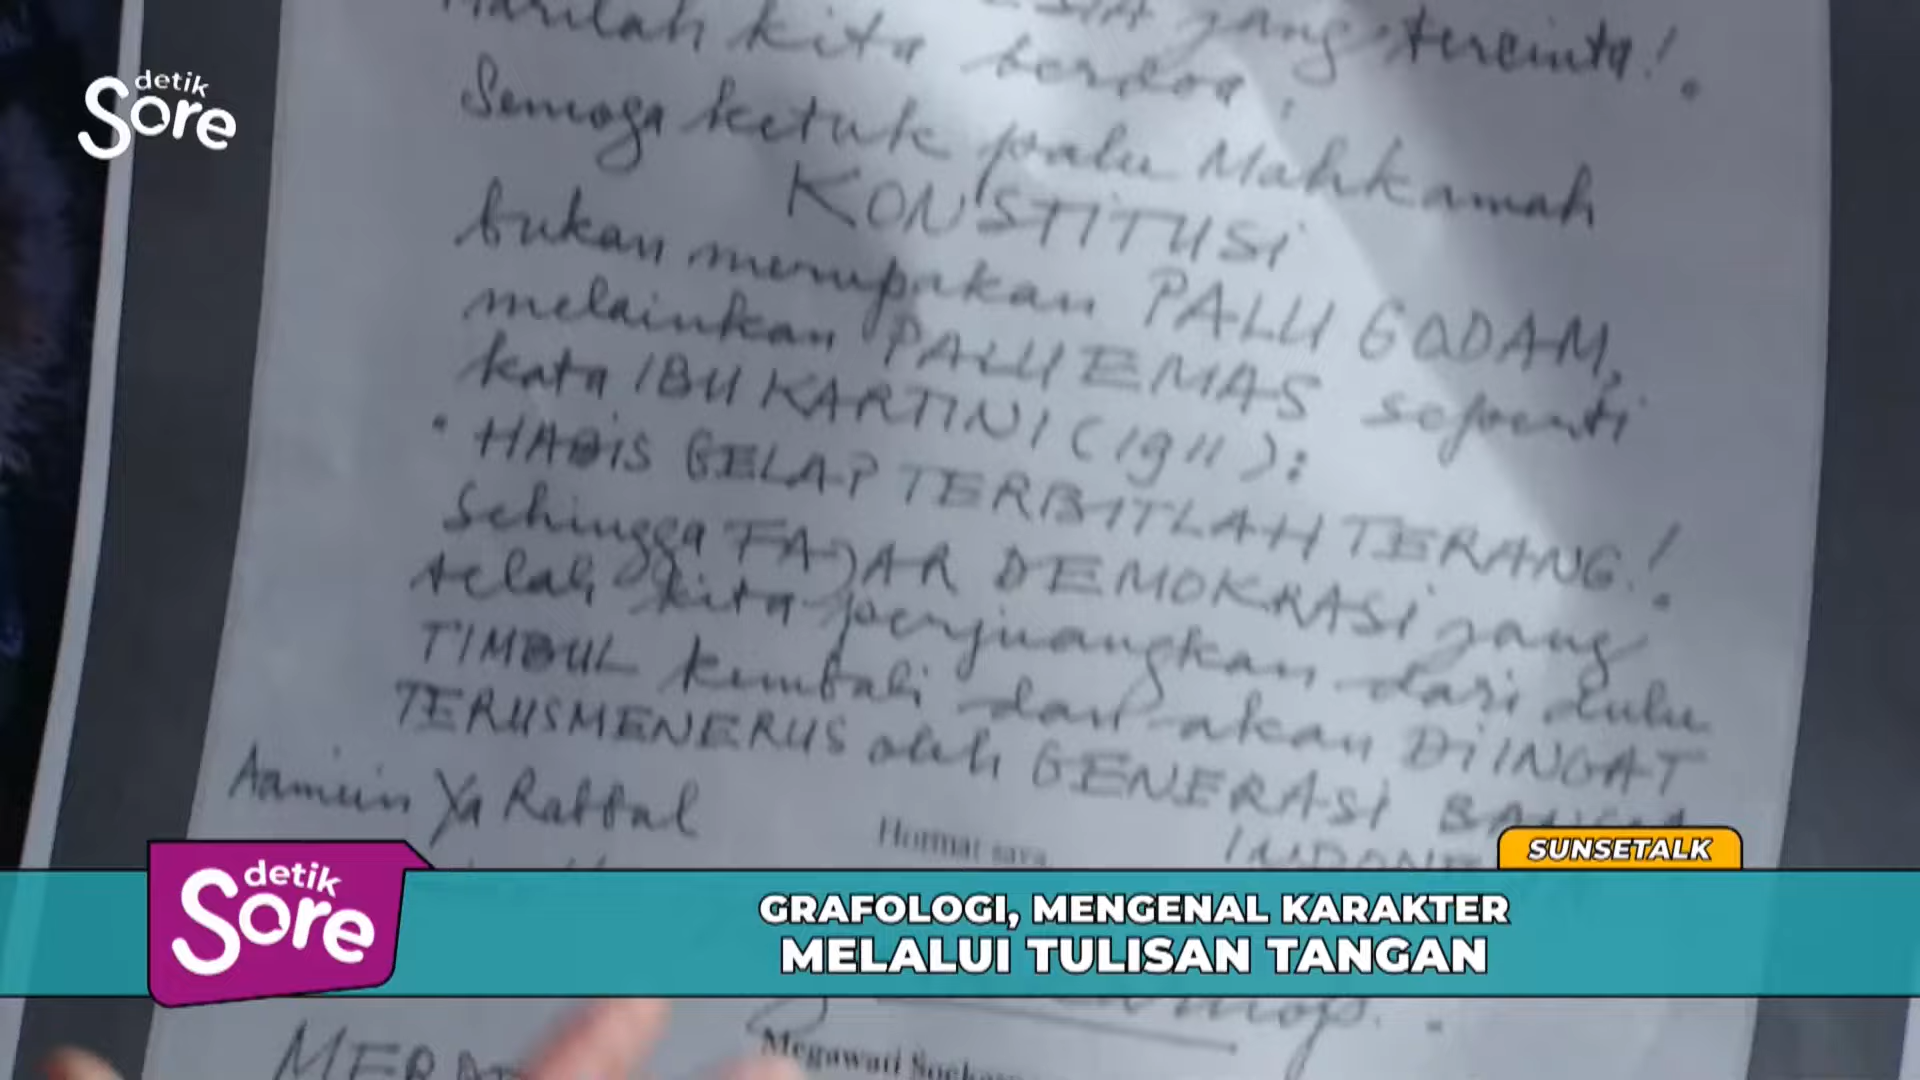 detik
Sore
yang tercinta!
Marilah kita berdoa,
Semoga ketuk palu Mahkamah
KONSTITUSI
bukan merupakan PALU GODAM,
melainkan PALU EMAS seperti
kata IBU KARTINI (1911):
"HABIS GELAP TERBITLAH TERANG!
Sehingga FAJAR DEMOKRASI yang
telah kita perjuangkan dari dulu
TIMBUL kembali dan akan DIINGAT
TERUSMENERUS oleh GENERASI BANGSA
Aamiin Ya Rabbal
Hormat saya
SUNSETALK
detik
Sore
GRAFOLOGI, MENGENAL KARAKTER
MELALUI TULISAN TANGAN
Megawati